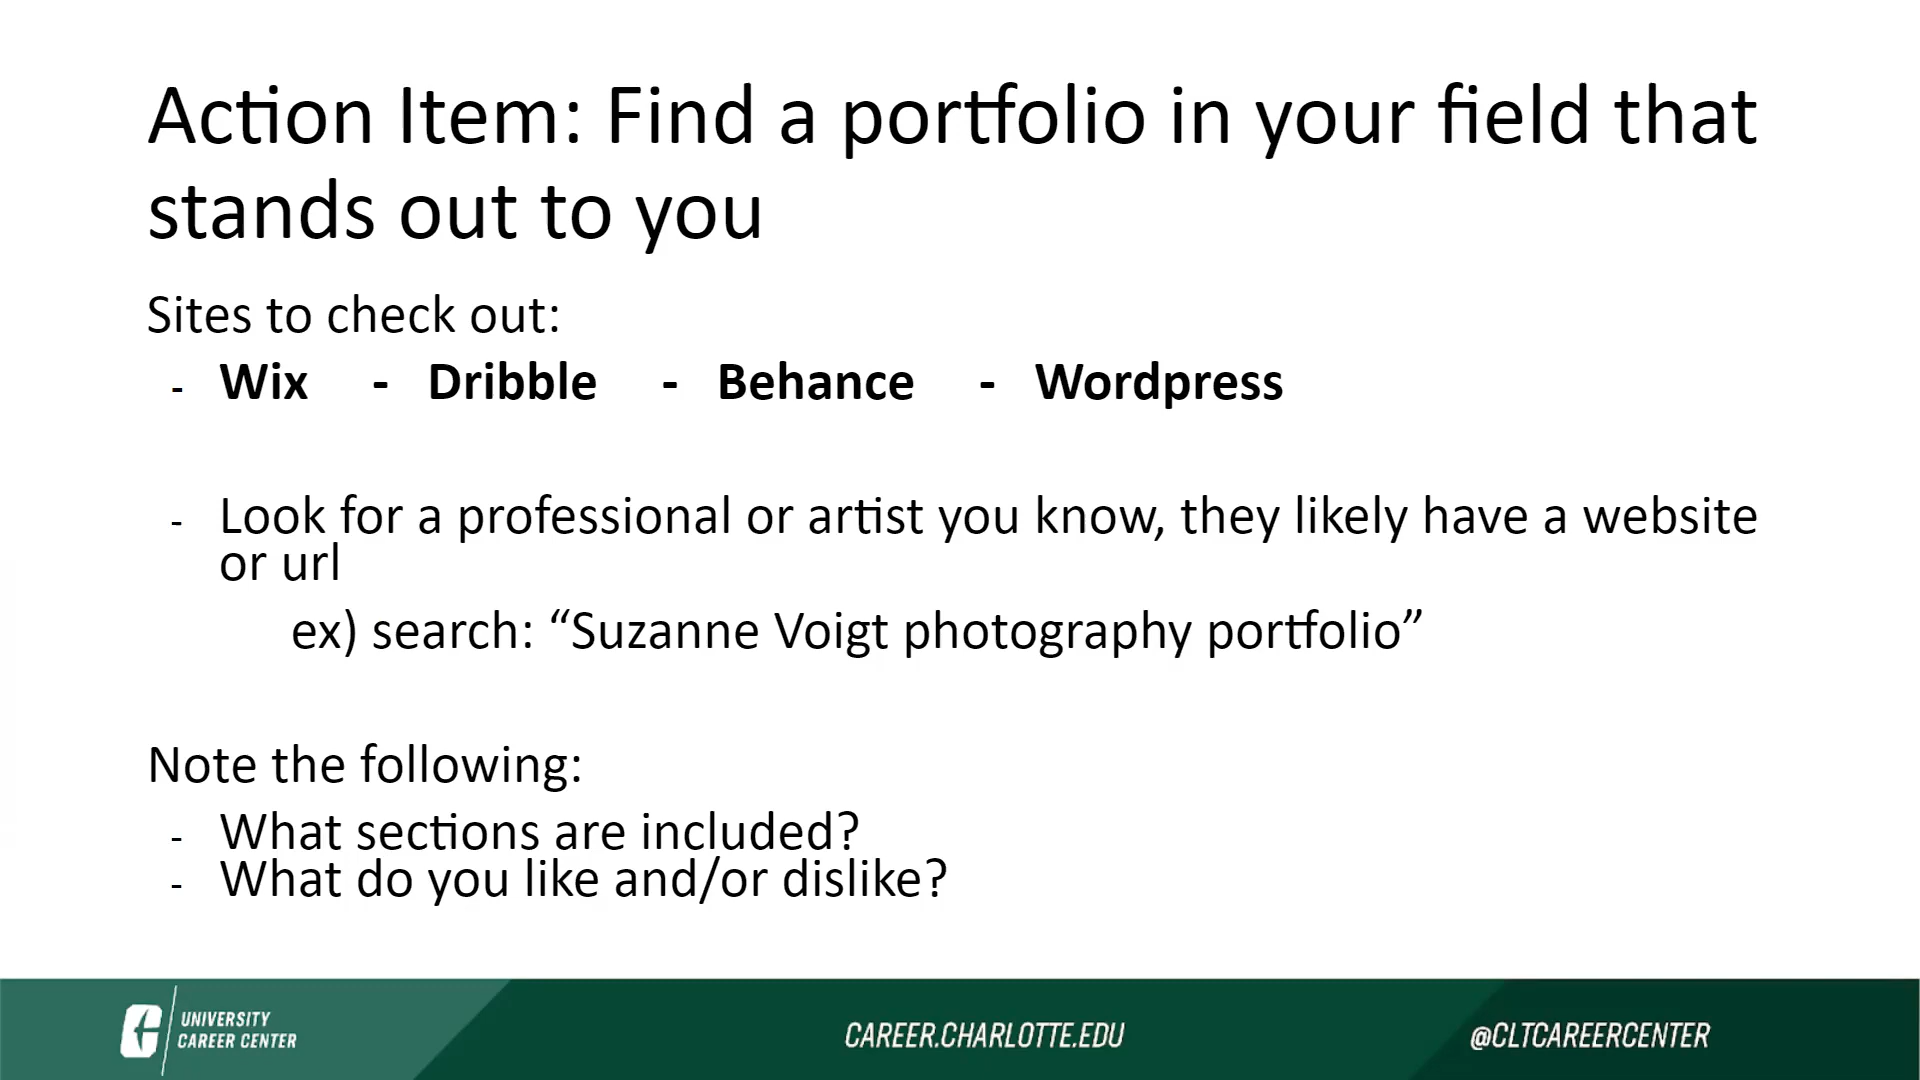 Action Item: Find a portfolio in your field that
stands out to you
Sites to check out:
- Wix - Dribble - Behance - Wordpress
- Look for a professional or artist you know, they likely have a website
or url
ex) search: “Suzanne Voigt photography portfolio”
Note the following:
- What sections are included?
- What do you like and/or dislike?
UNIVERSITY
CAREER CENTER
CAREER.CHARLOTTE.EDU
@CLTCAREERCENTER